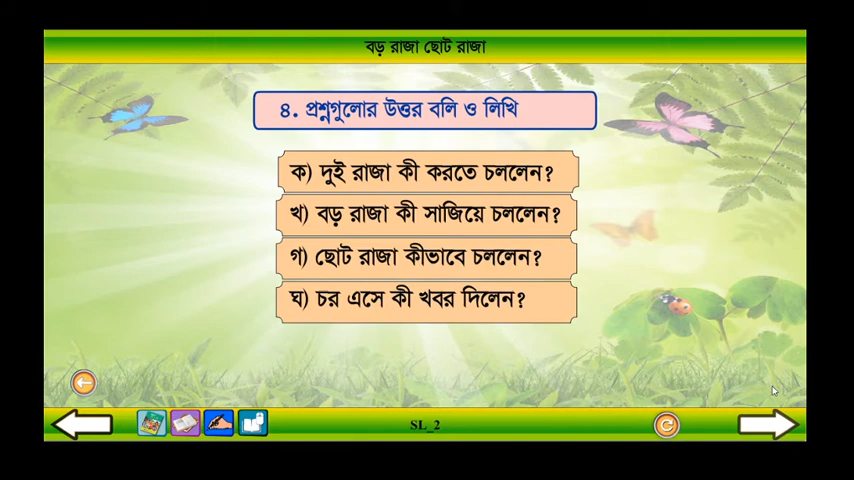 বড় রাজা ছোট রাজা
৪. প্রশ্নগুলোর উত্তর বলি ও লিখি
ক) দুই রাজা কী করতে চললেন?
খ) বড় রাজা কী সাজিয়ে চললেন?
গ) ছোট রাজা কীভাবে চললেন?
ঘ) চর এসে কী খবর দিলেন?
SL_2